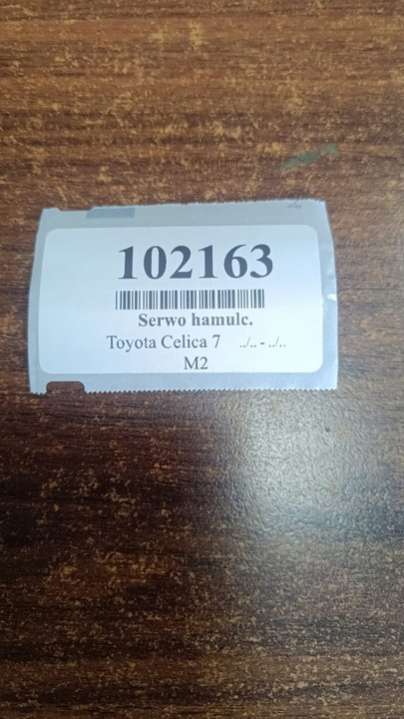 102163
Serwo hamulc.
Toyota Celica 7 ../.. - ../..
M2